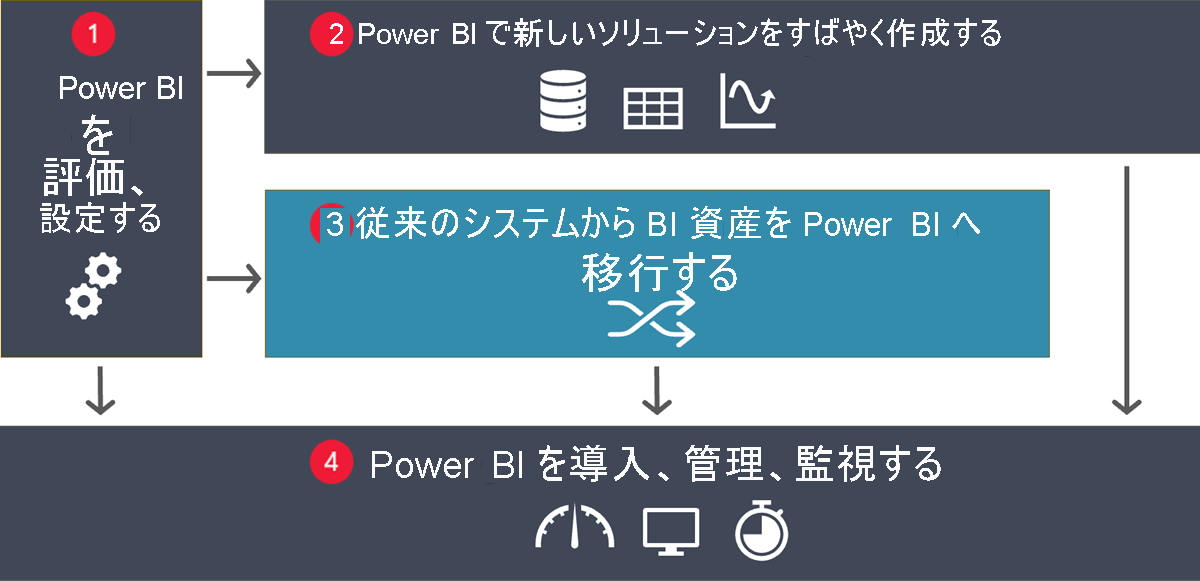 1
Power BI
を
評価、
設定する
2 Power BI で新しいソリューションをすばやく作成する
3 従来のシステムから BI 資産を Power BI へ
移行する
4 Power BI を導入、管理、監視する